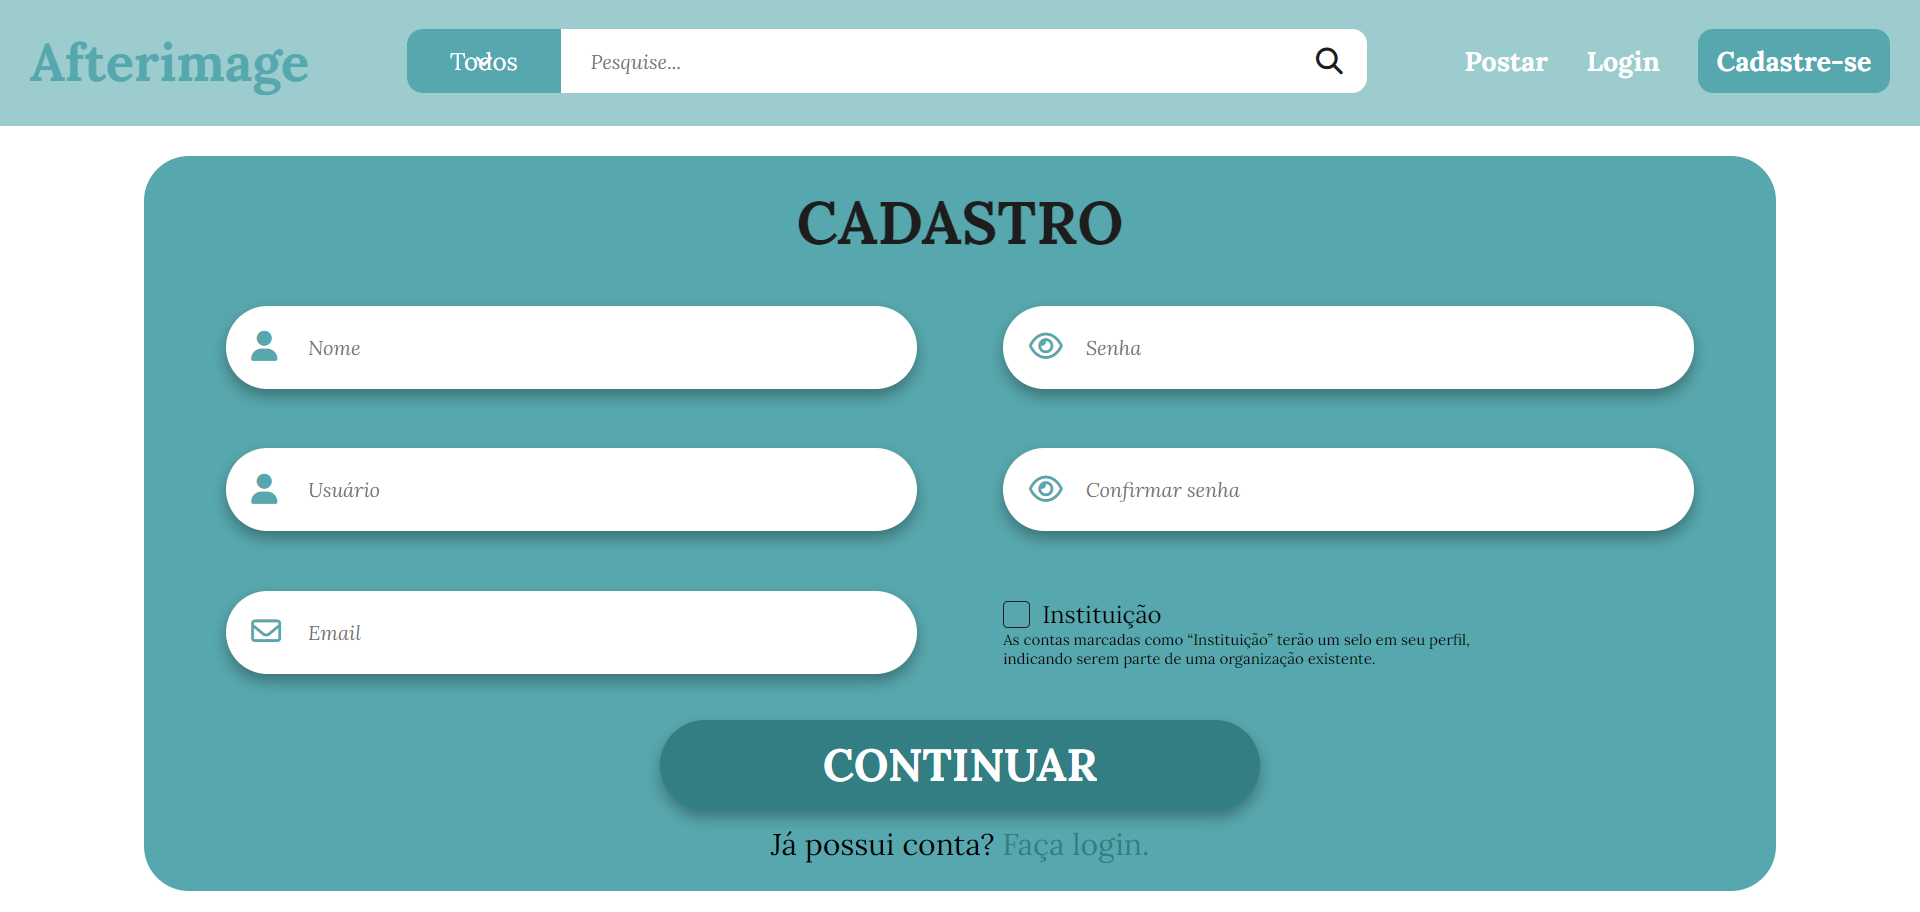 Afterimage
Todos
Pesquise...
Postar
Login
Cadastre-se
CADASTRO
Nome
Senha
Usuário
Confirmar senha
Email
Instituição
As contas marcadas como “Instituição” terão um selo em seu perfil,
indicando serem parte de uma organização existente.
CONTINUAR
Já possui conta? Faça login.